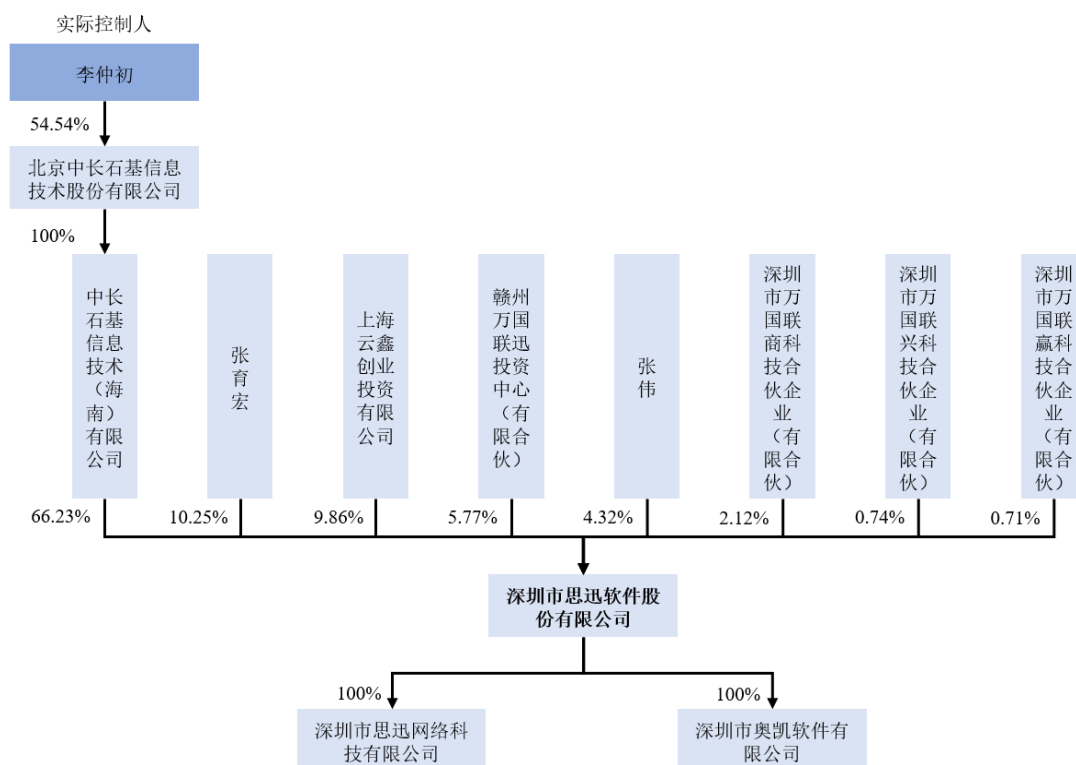 实际控制人
李仲初
54.54%
北京中长石基信息
技术股份有限公司
100%
中长
石基
信息
技术
（海
南）
有限
公司
张
育
宏
上海
云鑫
创业
投资
有限
公司
赣州
万国
联迅
投资
中心
（有
限合
伙）
张
伟
深圳
市万
国联
商科
技合
伙企
业
（有
限合
伙）
深圳
市万
国联
兴科
技合
伙企
业
（有
限合
伙）
深圳
市万
国联
赢科
技合
伙企
业
（有
限合
伙）
66.23%
10.25%
9.86%
5.77%
4.32%
2.12%
0.74%
0.71%
深圳市思迅软件股
份有限公司
100%
100%
深圳市思迅网络科
技有限公司
深圳市奥凯软件有
限公司